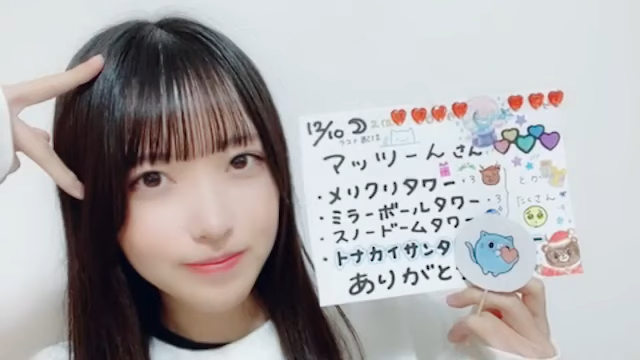 12/10
マッツーんさん
・メリクリタワー・3
・ミラーボールタワー・3
スノードームタワー
・トナカイサンタ
ありがと